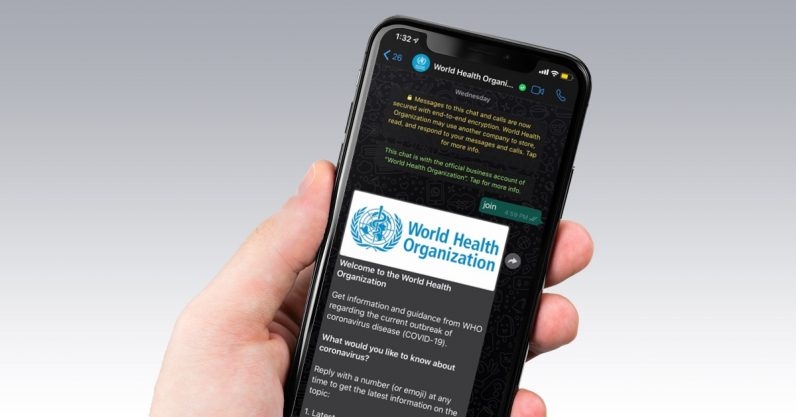 1:32
26
World Health Organi...
Wednesday
Messages to this chat and calls are now
secured with end-to-end encryption. World Health
Organization may use another company to store,
read, and respond to your messages and calls. Tap
for more info.
This chat is with the official business account of
"World Health Organization". Tap for more info.
join
4:59 PM
World Health
Organization
Welcome to the World Health
Organization
Get information and guidance from WHO
regarding the current outbreak of
coronavirus disease (COVID-19).
What would you like to know about
coronavirus?
Reply with a number (or emoji) at any
time to get the latest information on the
topic:
1. Latest